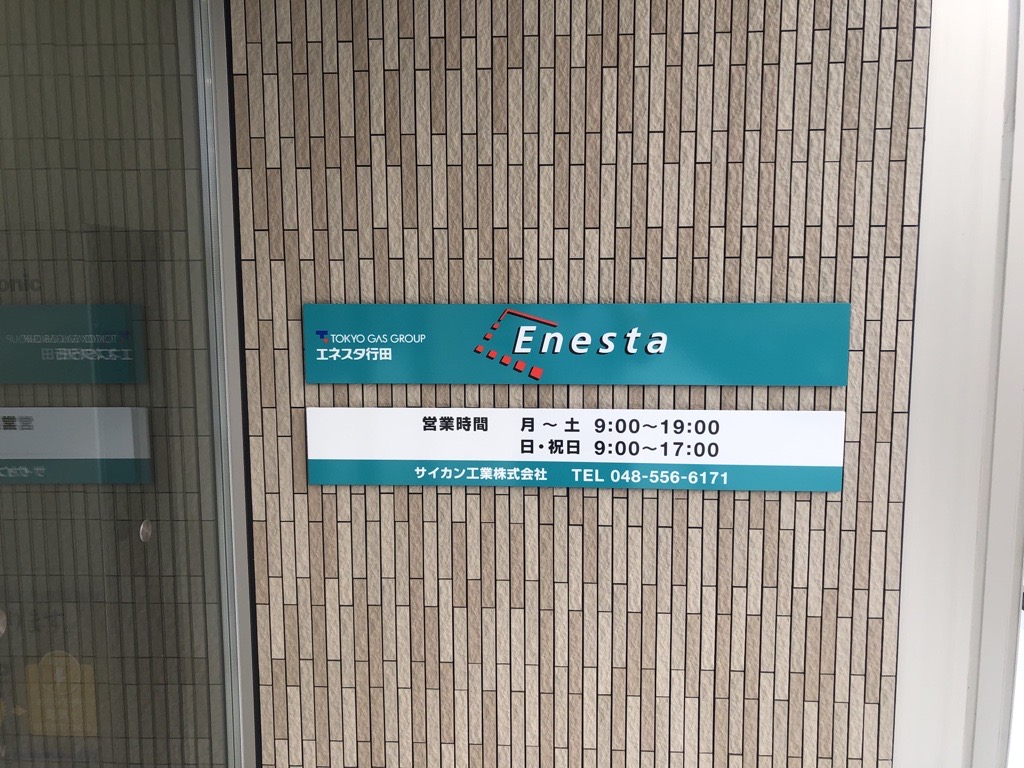 TOKYO GAS GROUP
エネスタ行田
Enesta
営業時間 月～土 9:00～19:00
日・祝日 9:00～17:00
サイカン工業株式会社 TEL 048-556-6171
onic